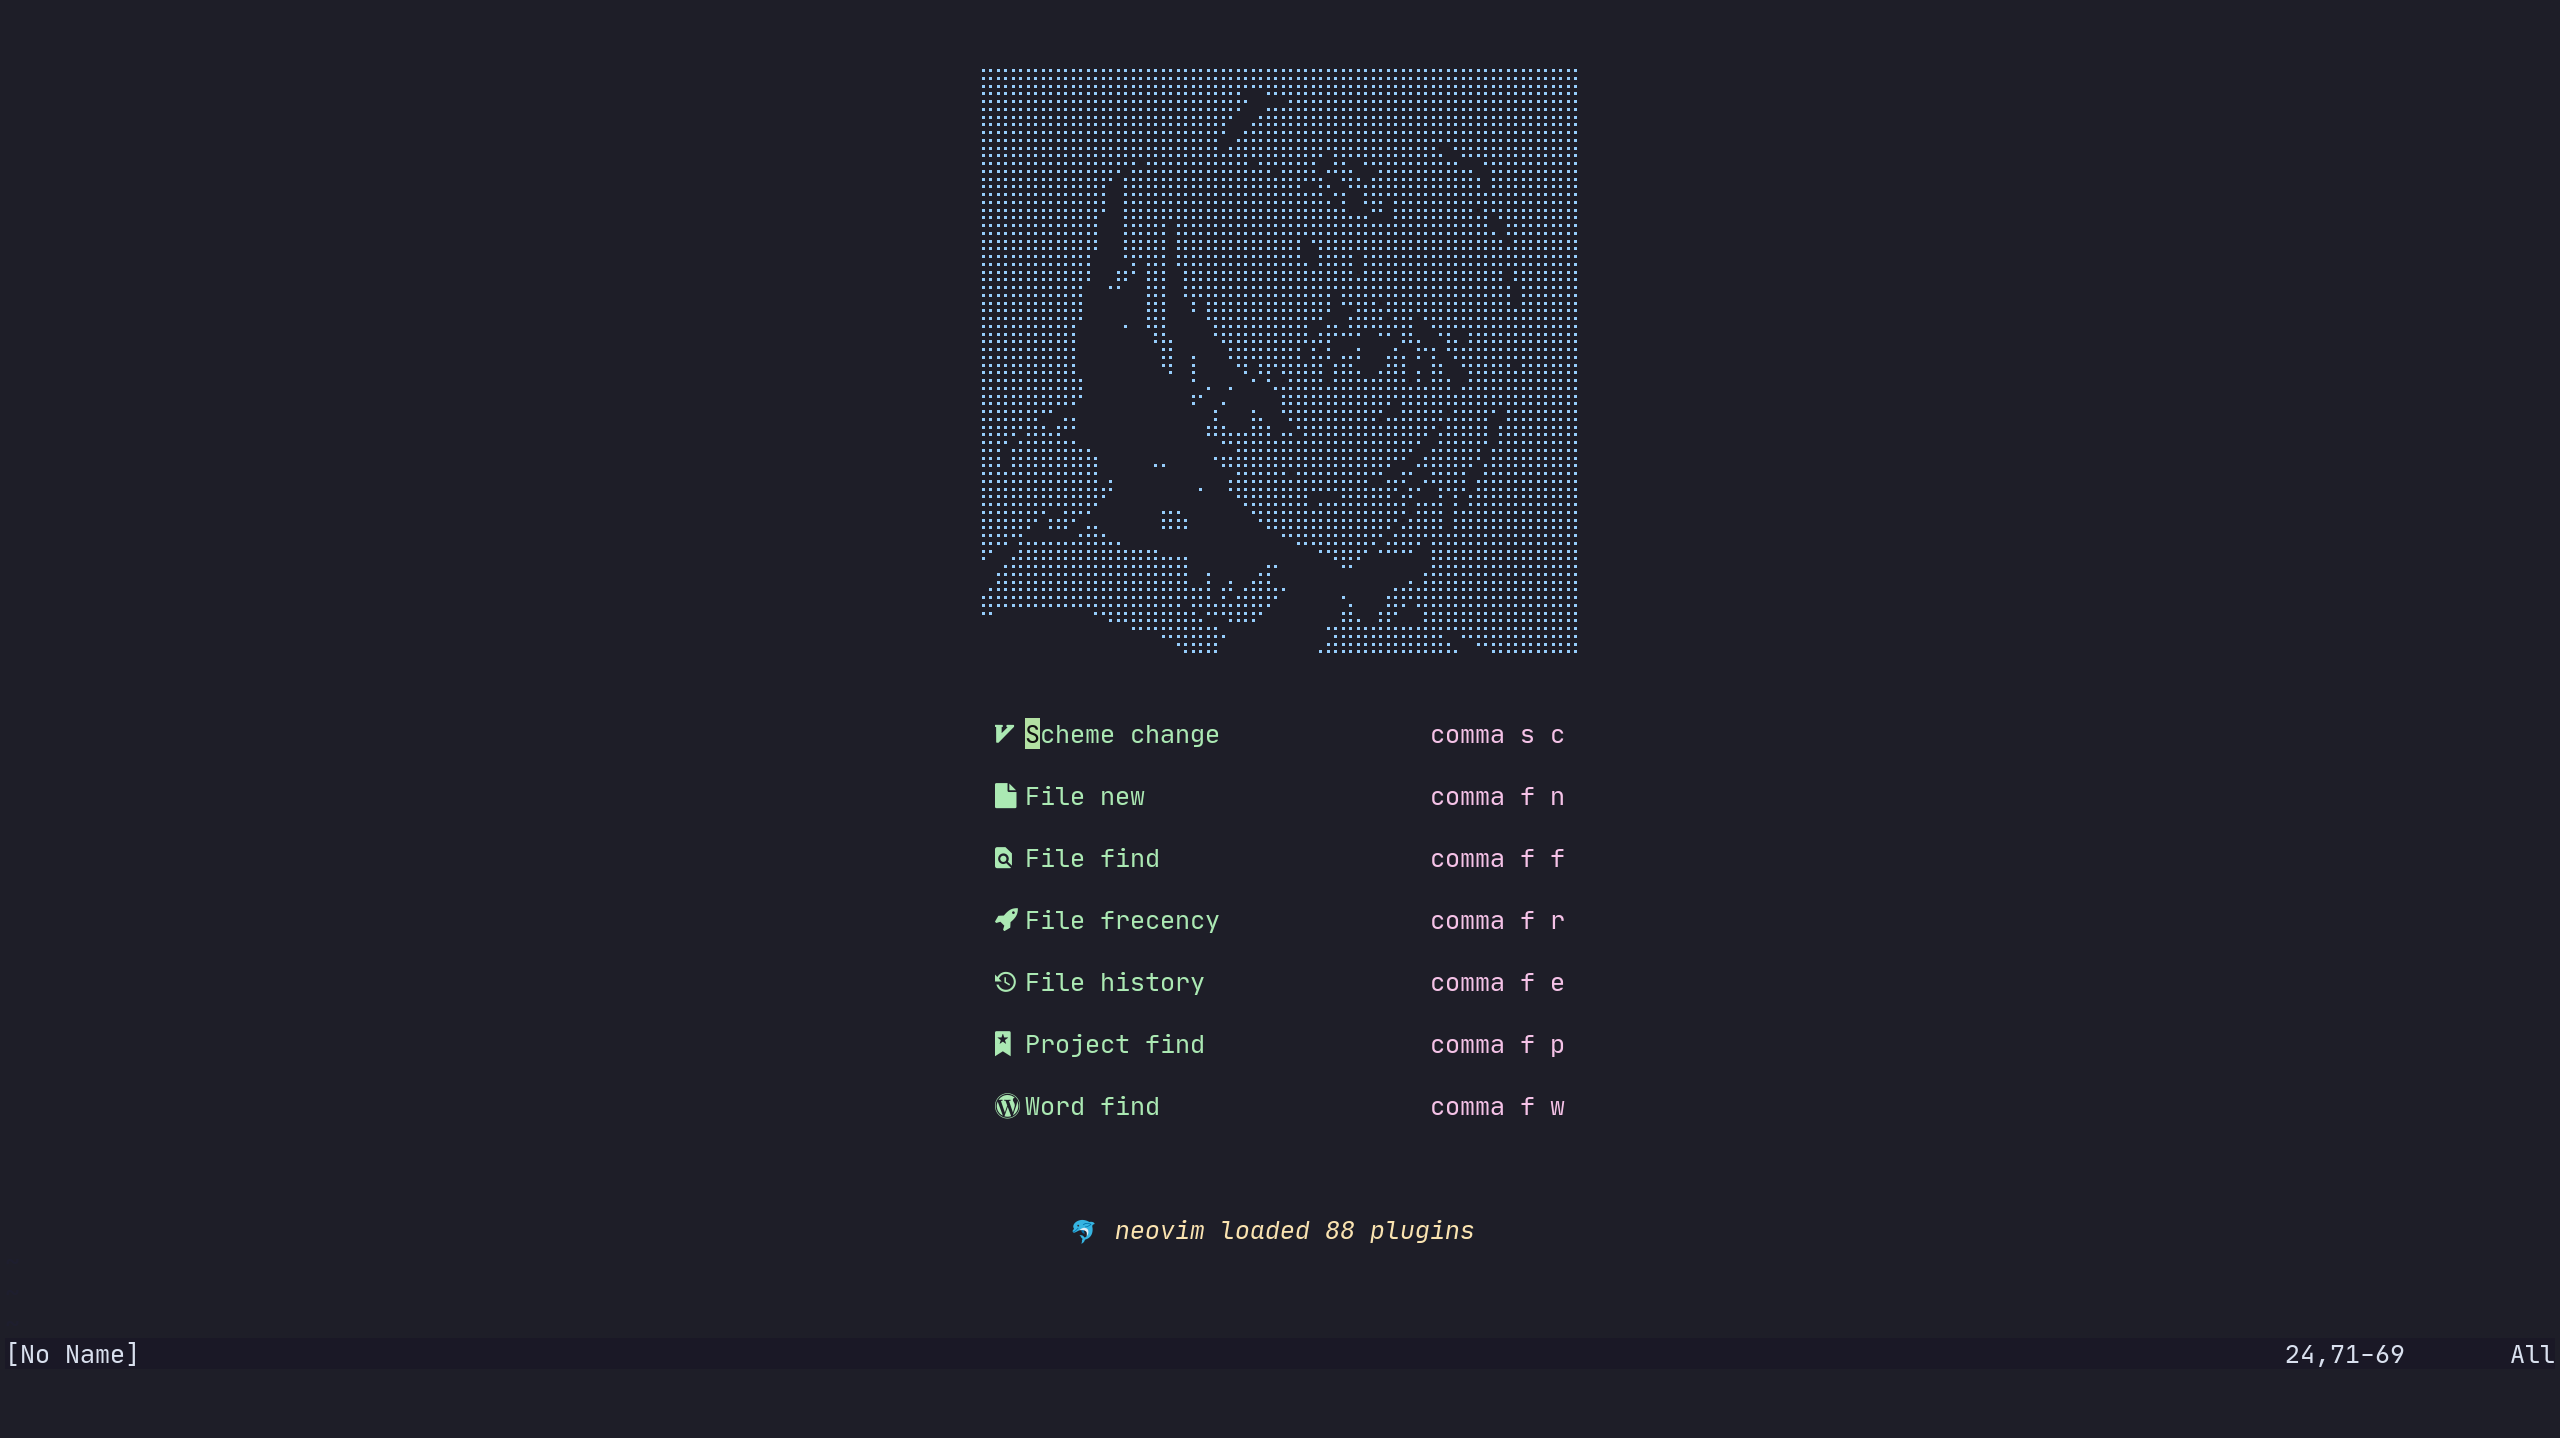 Scheme change comma s c
File new comma f n
File find comma f f
File frecency comma f r
File history comma f e
Project find comma f p
Word find comma f w
neovim loaded 88 plugins
[No Name] 24,71-69 All